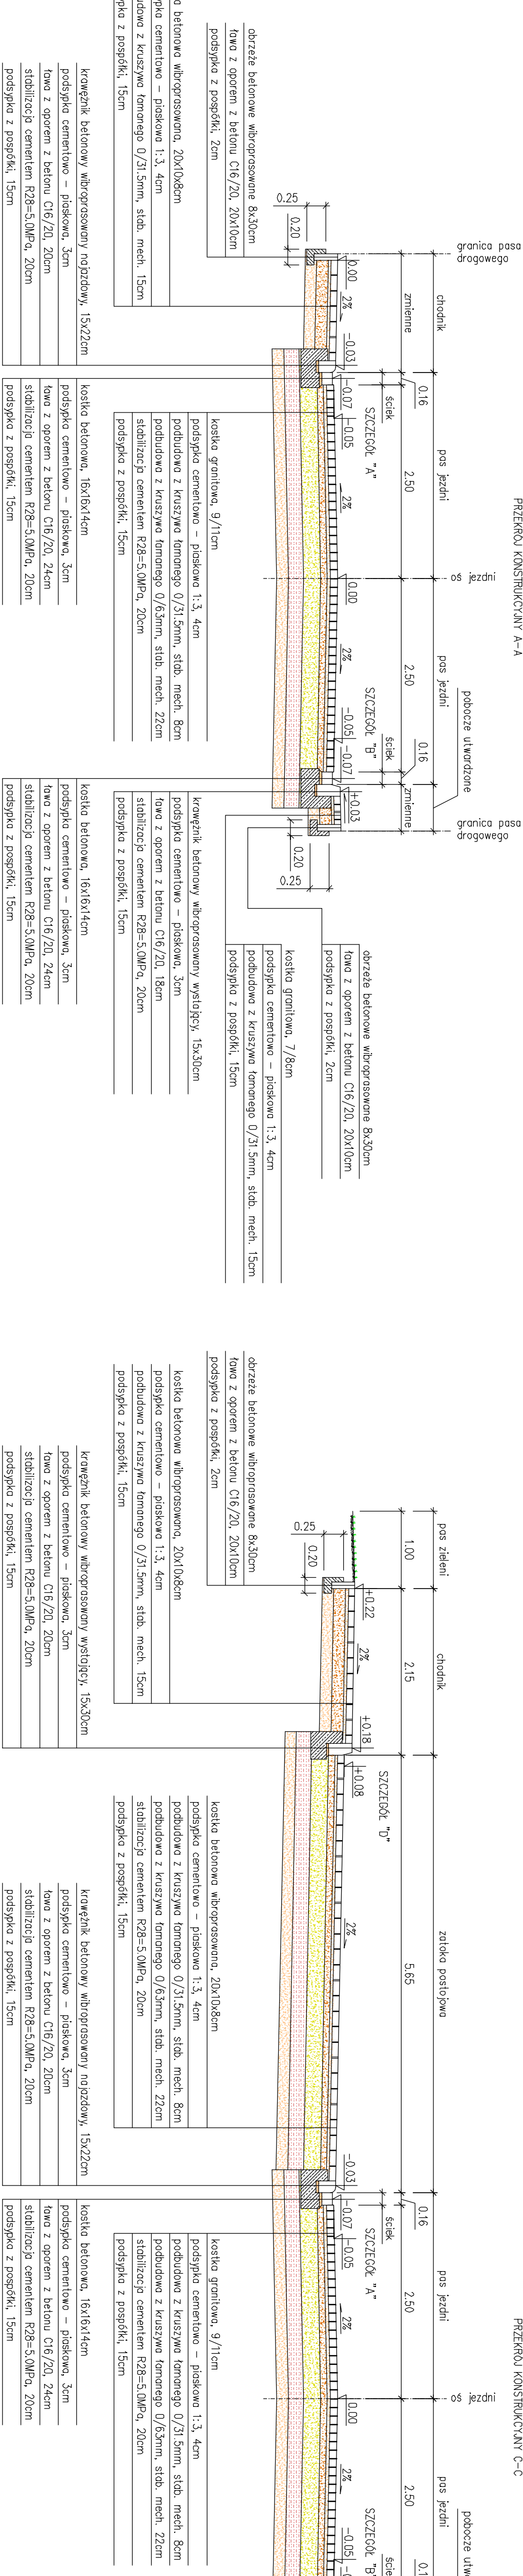 PRZEKRÓJ KONSTRUKCYJNY A-A
granica pasa
drogowego
chodnik
zmienne
0.16
ściek
pas jezdni
2.50
oś jezdni
pas jezdni
2.50
pobocze utwardzone
0.16
ściek
zmienne
granica pasa
drogowego
SZCZEGÓŁ "A"
SZCZEGÓŁ "B"
0.00
2%
-0.03
-0.07
-0.05
2%
0.00
2%
-0.05
-0.07
+0.03
0.25
0.20
0.20
0.25
obrzeże betonowe wibroprasowane 8x30cm
ława z oporem z betonu C16/20, 20x10cm
podsypka z pospółki, 2cm
a betonowa wibroprasowana, 20x10x8cm
pka cementowo - piaskowa 1:3, 4cm
udowa z kruszywa łamanego 0/31.5mm, stab. mech. 15cm
pka z pospółki, 15cm
krawężnik betonowy wibroprasowany najazdowy, 15x22cm
podsypka cementowo - piaskowa, 3cm
ława z oporem z betonu C16/20, 20cm
stabilizacja cementem R28=5.0MPa, 20cm
podsypka z pospółki, 15cm
kostka betonowa, 16x16x14cm
podsypka cementowo - piaskowa, 3cm
ława z oporem z betonu C16/20, 24cm
stabilizacja cementem R28=5.0MPa, 20cm
podsypka z pospółki, 15cm
kostka granitowa, 9/11cm
podsypka cementowo - piaskowa 1:3, 4cm
podbudowa z kruszywa łamanego 0/31.5mm, stab. mech. 8cm
podbudowa z kruszywa łamanego 0/63mm, stab. mech. 22cm
stabilizacja cementem R28=5.0MPa, 20cm
podsypka z pospółki, 15cm
kostka betonowa, 16x16x14cm
podsypka cementowo - piaskowa, 3cm
ława z oporem z betonu C16/20, 24cm
stabilizacja cementem R28=5.0MPa, 20cm
podsypka z pospółki, 15cm
krawężnik betonowy wibroprasowany wystający, 15x30cm
podsypka cementowo - piaskowa, 3cm
ława z oporem z betonu C16/20, 18cm
stabilizacja cementem R28=5.0MPa, 20cm
podsypka z pospółki, 15cm
kostka granitowa, 7/8cm
podsypka cementowo - piaskowa 1:3, 4cm
podbudowa z kruszywa łamanego 0/31.5mm, stab. mech. 15cm
podsypka z pospółki, 15cm
obrzeże betonowe wibroprasowane 8x30cm
ława z oporem z betonu C16/20, 20x10cm
podsypka z pospółki, 2cm
PRZEKRÓJ KONSTRUKCYJNY C-C
pas zieleni
1.00
chodnik
2.15
zatoka postojowa
5.65
0.16
ściek
pas jezdni
2.50
oś jezdni
pas jezdni
2.50
pobocze utw
0.1
ście
SZCZEGÓŁ "D"
SZCZEGÓŁ "A"
SZCZEGÓŁ "B"
+0.22
2%
+0.18
+0.08
2%
-0.03
-0.07
-0.05
2%
0.00
2%
-0.05
0.25
0.20
obrzeże betonowe wibroprasowane 8x30cm
ława z oporem z betonu C16/20, 20x10cm
podsypka z pospółki, 2cm
kostka betonowa wibroprasowana, 20x10x8cm
podsypka cementowo - piaskowa 1:3, 4cm
podbudowa z kruszywa łamanego 0/31.5mm, stab. mech. 15cm
podsypka z pospółki, 15cm
krawężnik betonowy wibroprasowany wystający, 15x30cm
podsypka cementowo - piaskowa, 3cm
ława z oporem z betonu C16/20, 20cm
stabilizacja cementem R28=5.0MPa, 20cm
podsypka z pospółki, 15cm
kostka betonowa wibroprasowana, 20x10x8cm
podsypka cementowo - piaskowa 1:3, 4cm
podbudowa z kruszywa łamanego 0/31.5mm, stab. mech. 8cm
podbudowa z kruszywa łamanego 0/63mm, stab. mech. 22cm
stabilizacja cementem R28=5.0MPa, 20cm
podsypka z pospółki, 15cm
krawężnik betonowy wibroprasowany najazdowy, 15x22cm
podsypka cementowo - piaskowa, 3cm
ława z oporem z betonu C16/20, 20cm
stabilizacja cementem R28=5.0MPa, 20cm
podsypka z pospółki, 15cm
kostka betonowa, 16x16x14cm
podsypka cementowo - piaskowa, 3cm
ława z oporem z betonu C16/20, 24cm
stabilizacja cementem R28=5.0MPa, 20cm
podsypka z pospółki, 15cm
kostka granitowa, 9/11cm
podsypka cementowo - piaskowa 1:3, 4cm
podbudowa z kruszywa łamanego 0/31.5mm, stab. mech. 8cm
podbudowa z kruszywa łamanego 0/63mm, stab. mech. 22cm
stabilizacja cementem R28=5.0MPa, 20cm
podsypka z pospółki, 15cm